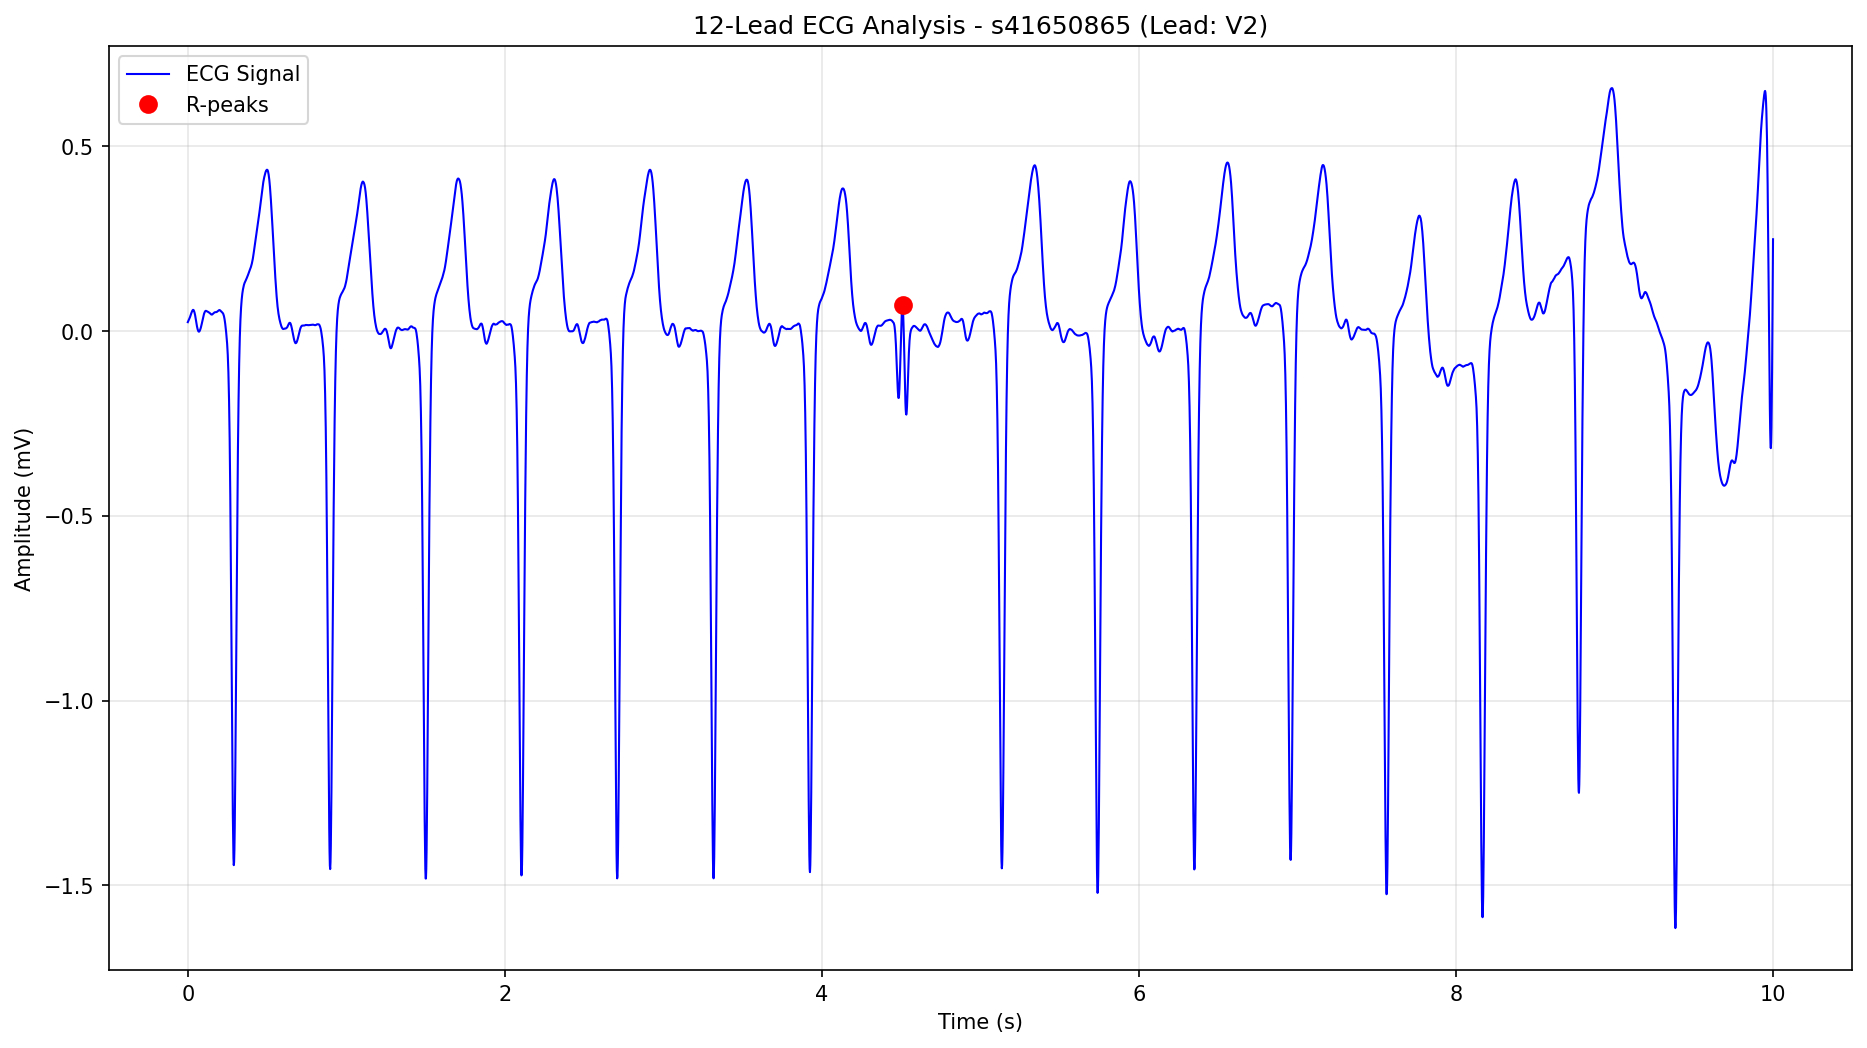 12-Lead ECG Analysis - s41650865 (Lead: V2)
ECG Signal
R-peaks
0.5
0.0
−0.5
−1.0
−1.5
Amplitude (mV)
0 2 4 6 8 10
Time (s)